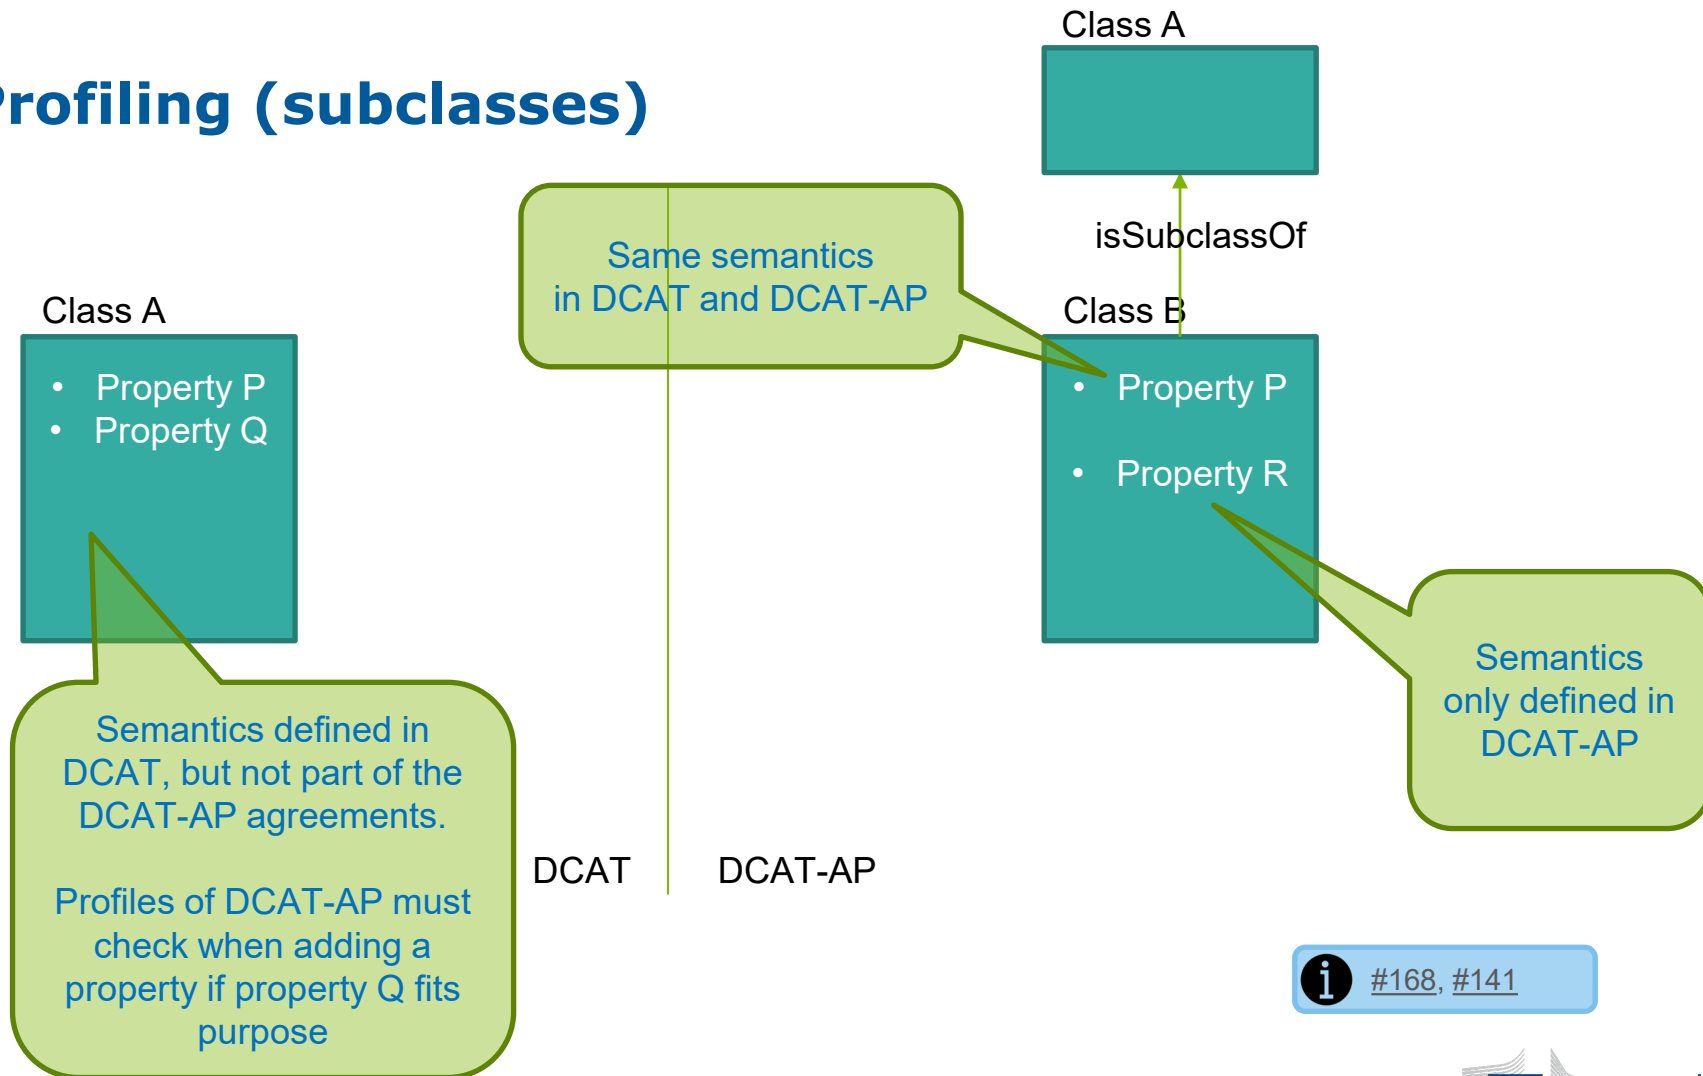 Profiling (subclasses)
Class A
isSubclassOf
Same semantics
in DCAT and DCAT-AP
Class A
• Property P
• Property Q
Class B
• Property P
• Property R
Semantics
only defined in
DCAT-AP
Semantics defined in
DCAT, but not part of the
DCAT-AP agreements.
Profiles of DCAT-AP must
check when adding a
property if property Q fits
purpose
DCAT
DCAT-AP
#168, #141